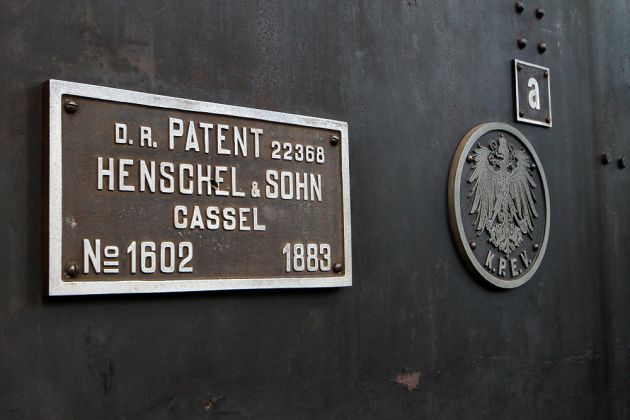 D. R. PATENT 22368
HENSCHEL & SOHN
CASSEL
No 1602 1883
a
K.P.E.V.